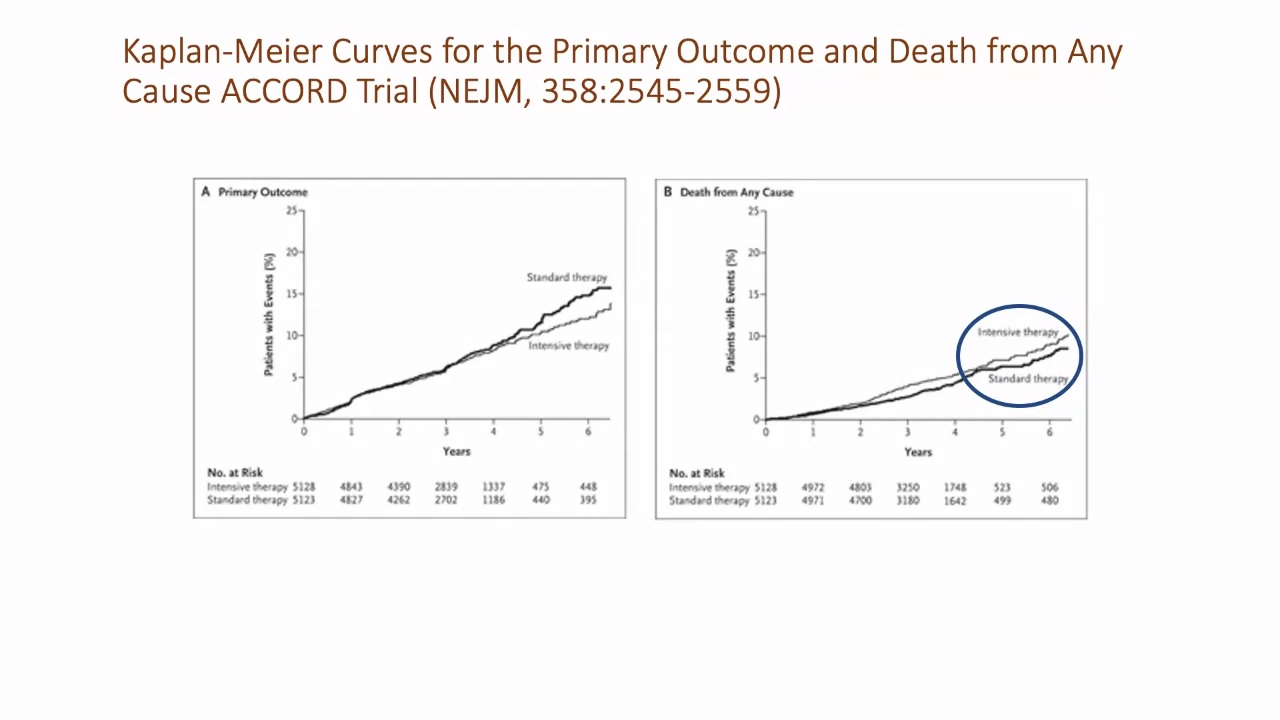 Kaplan-Meier Curves for the Primary Outcome and Death from Any
Cause ACCORD Trial (NEJM, 358:2545-2559)
A Primary Outcome
Patients with Events (%)
25
20
15
10
5
0
Standard therapy
Intensive therapy
0 1 2 3 4 5 6
Years
No. at Risk
Intensive therapy 5128 4843 4390 2839 1337 475 448
Standard therapy 5123 4827 4262 2702 1186 440 395
B Death from Any Cause
Patients with Events (%)
25
20
15
10
5
0
Intensive therapy
Standard therapy
0 1 2 3 4 5 6
Years
No. at Risk
Intensive therapy 5128 4972 4803 3250 1748 523 506
Standard therapy 5123 4971 4700 3180 1642 499 480